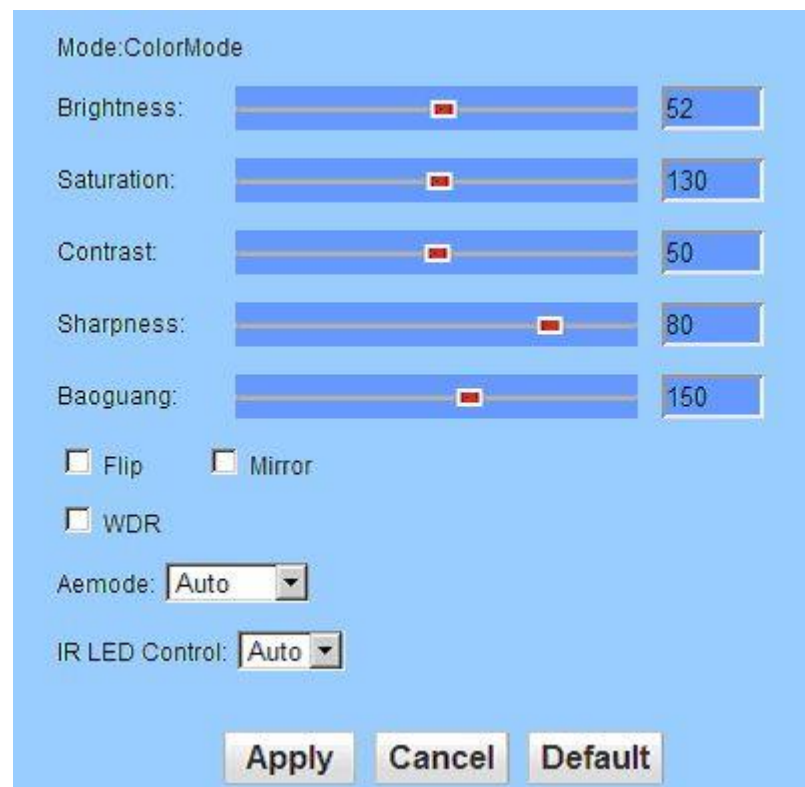 Mode:ColorMode
Brightness: 52
Saturation: 130
Contrast: 50
Sharpness: 80
Baoguang: 150
Flip Mirror
WDR
Aemode: Auto
IR LED Control: Auto
Apply Cancel Default